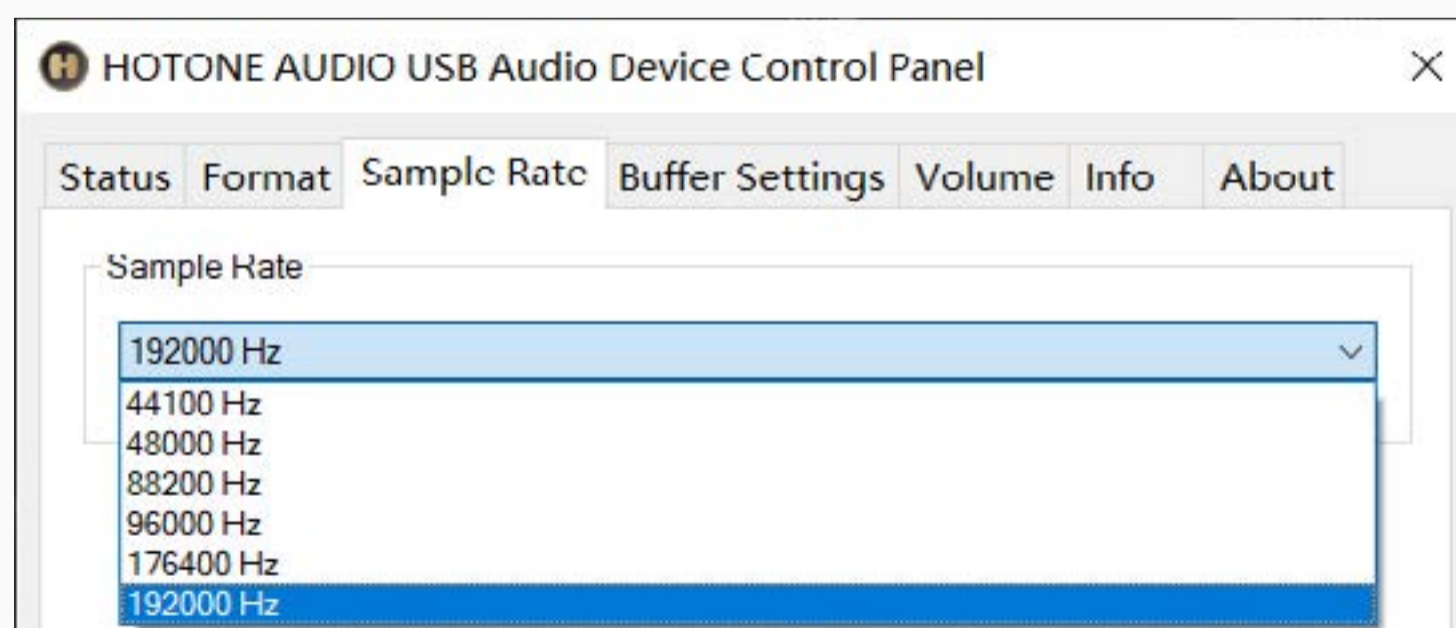 HOTONE AUDIO USB Audio Device Control Panel
Status Format Sample Rate Buffer Settings Volume Info About
Sample Rate
192000 Hz
44100 Hz
48000 Hz
88200 Hz
96000 Hz
176400 Hz
192000 Hz